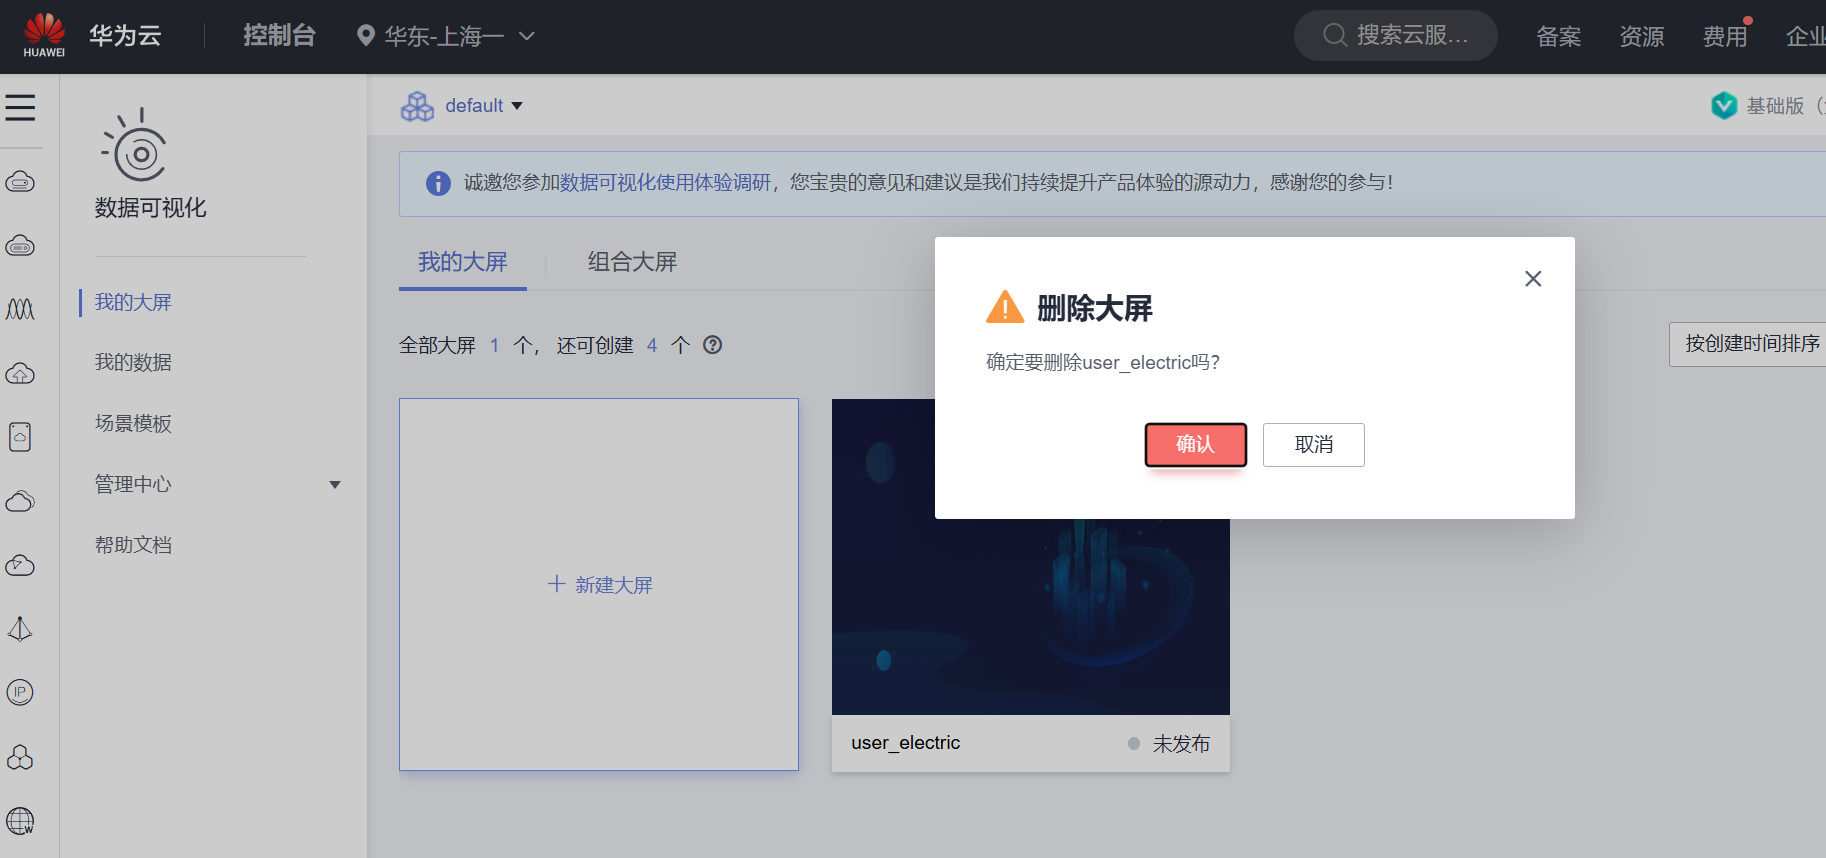 HUAWEI
华为云
控制台
华东-上海一
搜索云服...
备案
资源
费用
企业
数据可视化
我的大屏
我的数据
场景模板
管理中心
帮助文档
default
基础版（
诚邀您参加数据可视化使用体验调研，您宝贵的意见和建议是我们持续提升产品体验的源动力，感谢您的参与！
我的大屏
组合大屏
全部大屏 1 个， 还可创建 4 个
按创建时间排序
新建大屏
user_electric
未发布
删除大屏
确定要删除user_electric吗?
确认
取消
IP
W